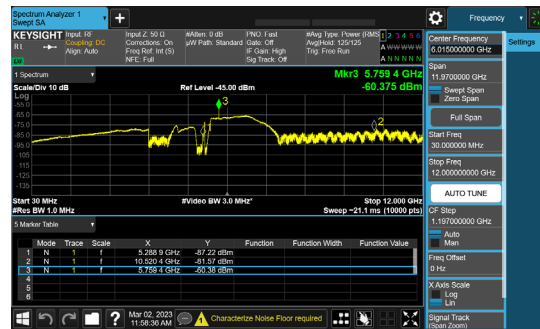 Spectrum Analyzer 1
Swept SA
+
Frequency
KEYSIGHT
RL
Input: RF
Coupling: DC
Align: Auto
Input Z: 50 Ω
Corrections: On
Freq Ref: Int (S)
NFE: Full
#Atten: 0 dB
µW Path: Standard
PNO: Fast
Gate: Off
IF Gain: High
Sig Track: Off
#Avg Type: Power (RMS
Avg|Hold: 125/125
Trig: Free Run
1 2 3 4 5 6
A W W W W W
A N N N N N
Center Frequency
6.015000000 GHz
Settings
Span
11.9700000 GHz
Swept Span
Zero Span
Full Span
Start Freq
30.000000 MHz
Stop Freq
12.000000000 GHz
AUTO TUNE
CF Step
1.197000000 GHz
Auto
Man
Freq Offset
0 Hz
X Axis Scale
Log
Lin
Signal Track
(Span Zoom)
1 Spectrum
Mkr3 5.759 4 GHz
Scale/Div 10 dB
Ref Level -45.00 dBm
-60.375 dBm
Log
-55.0
-65.0
-75.0
-85.0
-95.0
-105
-115
-125
-135
3
2
Start 30 MHz
#Video BW 3.0 MHz*
Stop 12.000 GHz
#Res BW 1.0 MHz
Sweep ~21.1 ms (10000 pts)
5 Marker Table
Mode Trace Scale X Y Function Function Width Function Value
1 N 1 f 5.288 9 GHz -87.22 dBm
2 N 1 f 10.520 4 GHz -81.57 dBm
3 N 1 f 5.759 4 GHz -60.38 dBm
4
5
6
?
Mar 02, 2023
11:58:36 AM
Characterize Noise Floor required